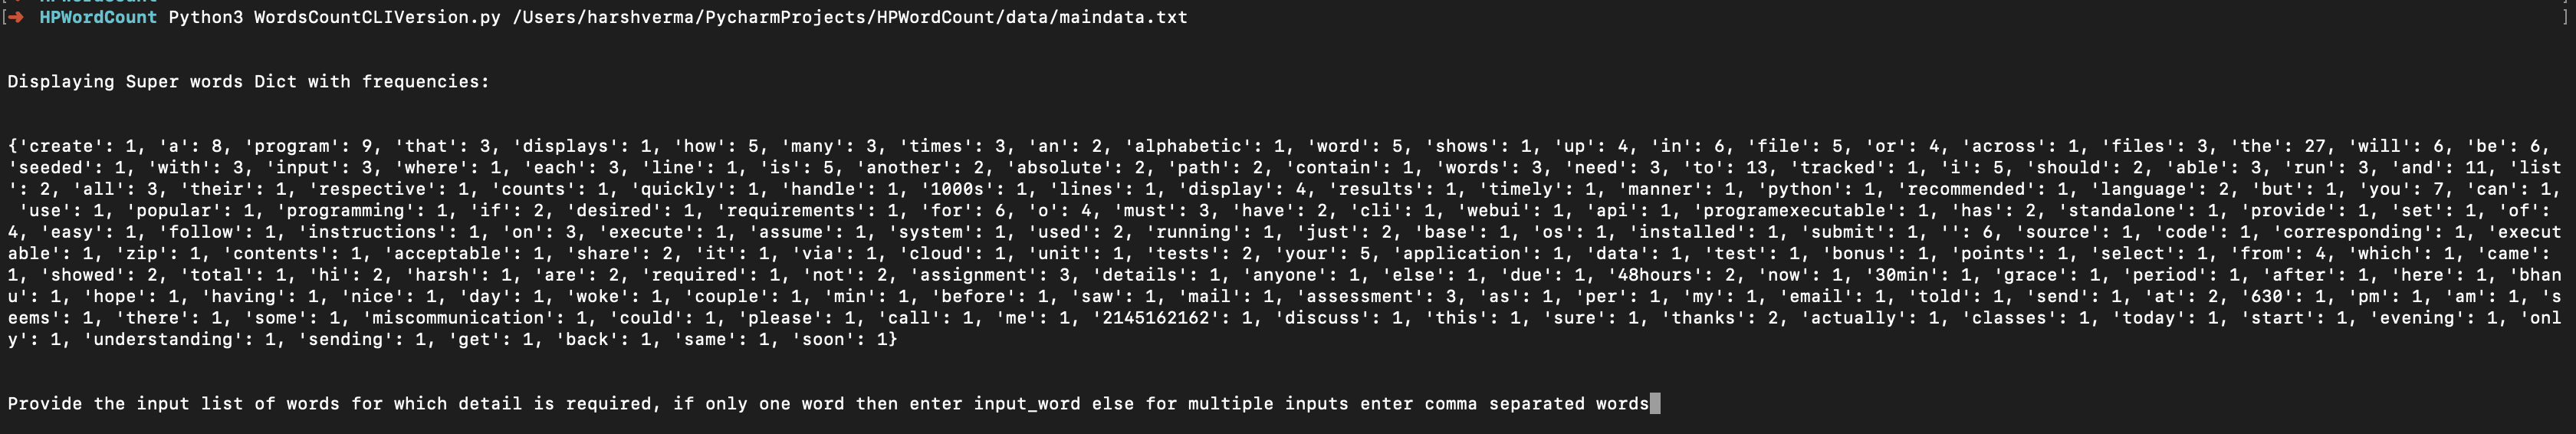 HPWordCount
[➜  HPWordCount Python3 WordsCountCLIVersion.py /Users/harshverma/PycharmProjects/HPWordCount/data/maindata.txt ]
Displaying Super words Dict with frequencies:
{'create': 1, 'a': 8, 'program': 9, 'that': 3, 'displays': 1, 'how': 5, 'many': 3, 'times': 3, 'an': 2, 'alphabetic': 1, 'word': 5, 'shows': 1, 'up': 4, 'in': 6, 'file': 5, 'or': 4, 'across': 1, 'files': 3, 'the': 27, 'will': 6, 'be': 6,
'seeded': 1, 'with': 3, 'input': 3, 'where': 1, 'each': 3, 'line': 1, 'is': 5, 'another': 2, 'absolute': 2, 'path': 2, 'contain': 1, 'words': 3, 'need': 3, 'to': 13, 'tracked': 1, 'i': 5, 'should': 2, 'able': 3, 'run': 3, 'and': 11, 'list
': 2, 'all': 3, 'their': 1, 'respective': 1, 'counts': 1, 'quickly': 1, 'handle': 1, '1000s': 1, 'lines': 1, 'display': 4, 'results': 1, 'timely': 1, 'manner': 1, 'python': 1, 'recommended': 1, 'language': 2, 'but': 1, 'you': 7, 'can': 1,
'use': 1, 'popular': 1, 'programming': 1, 'if': 2, 'desired': 1, 'requirements': 1, 'for': 6, 'o': 4, 'must': 3, 'have': 2, 'cli': 1, 'webui': 1, 'api': 1, 'programexecutable': 1, 'has': 2, 'standalone': 1, 'provide': 1, 'set': 1, 'of':
4, 'easy': 1, 'follow': 1, 'instructions': 1, 'on': 3, 'execute': 1, 'assume': 1, 'system': 1, 'used': 2, 'running': 1, 'just': 2, 'base': 1, 'os': 1, 'installed': 1, 'submit': 1, '': 6, 'source': 1, 'code': 1, 'corresponding': 1, 'execut
able': 1, 'zip': 1, 'contents': 1, 'acceptable': 1, 'share': 2, 'it': 1, 'via': 1, 'cloud': 1, 'unit': 1, 'tests': 2, 'your': 5, 'application': 1, 'data': 1, 'test': 1, 'bonus': 1, 'points': 1, 'select': 1, 'from': 4, 'which': 1, 'came':
1, 'showed': 2, 'total': 1, 'hi': 2, 'harsh': 1, 'are': 2, 'required': 1, 'not': 2, 'assignment': 3, 'details': 1, 'anyone': 1, 'else': 1, 'due': 1, '48hours': 2, 'now': 1, '30min': 1, 'grace': 1, 'period': 1, 'after': 1, 'here': 1, 'bhan
u': 1, 'hope': 1, 'having': 1, 'nice': 1, 'day': 1, 'woke': 1, 'couple': 1, 'min': 1, 'before': 1, 'saw': 1, 'mail': 1, 'assessment': 3, 'as': 1, 'per': 1, 'my': 1, 'email': 1, 'told': 1, 'send': 1, 'at': 2, '630': 1, 'pm': 1, 'am': 1, 's
eems': 1, 'there': 1, 'some': 1, 'miscommunication': 1, 'could': 1, 'please': 1, 'call': 1, 'me': 1, '2145162162': 1, 'discuss': 1, 'this': 1, 'sure': 1, 'thanks': 2, 'actually': 1, 'classes': 1, 'today': 1, 'start': 1, 'evening': 1, 'onl
y': 1, 'understanding': 1, 'sending': 1, 'get': 1, 'back': 1, 'same': 1, 'soon': 1}
Provide the input list of words for which detail is required, if only one word then enter input_word else for multiple inputs enter comma separated words